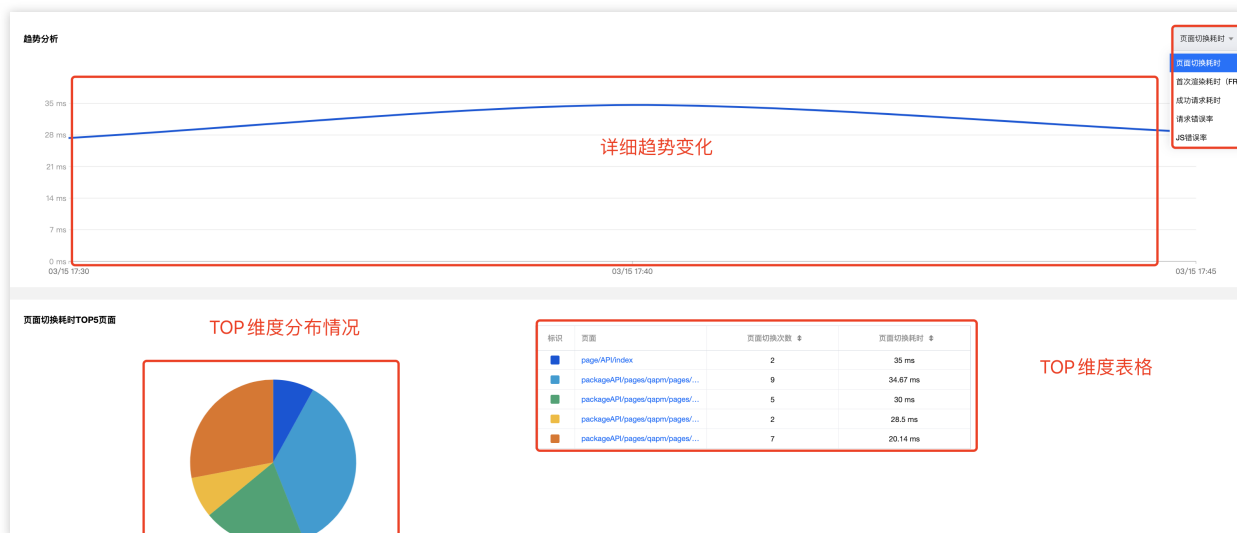 趋势分析
页面切换耗时
页面切换耗时
首次渲染耗时（FR
成功请求耗时
请求错误率
JS错误率
35 ms
28 ms
21 ms
14 ms
7 ms
0 ms
详细趋势变化
03/15 17:30
03/15 17:40
03/15 17:45
页面切换耗时TOP5页面
TOP 维度分布情况
标识 页面 页面切换次数 页面切换耗时
page/API/index 2 35 ms
packageAPI/pages/qapm/pages/... 9 34.67 ms
packageAPI/pages/qapm/pages/... 5 30 ms
packageAPI/pages/qapm/pages/... 2 28.5 ms
packageAPI/pages/qapm/pages/... 7 20.14 ms
TOP 维度表格